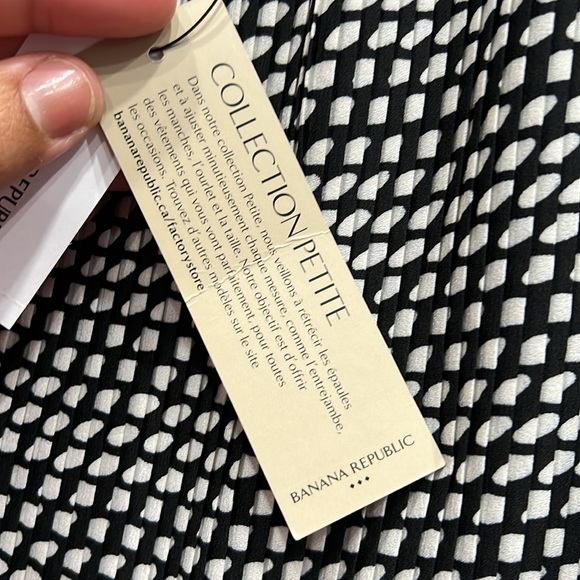 COLLECTION PETITE
Dans notre collection Petite, nous veillons à rétrécir les épaules
et à ajuster minutieusement chaque mesure, comme l'entrejambe,
les manches, l'ourlet et la taille. Notre objectif est d'offrir
des vêtements qui vous vont parfaitement, pour toutes
les occasions. Trouvez d'autres modèles sur le site
bananarepublic.ca/factorystore
BANANA REPUBLIC